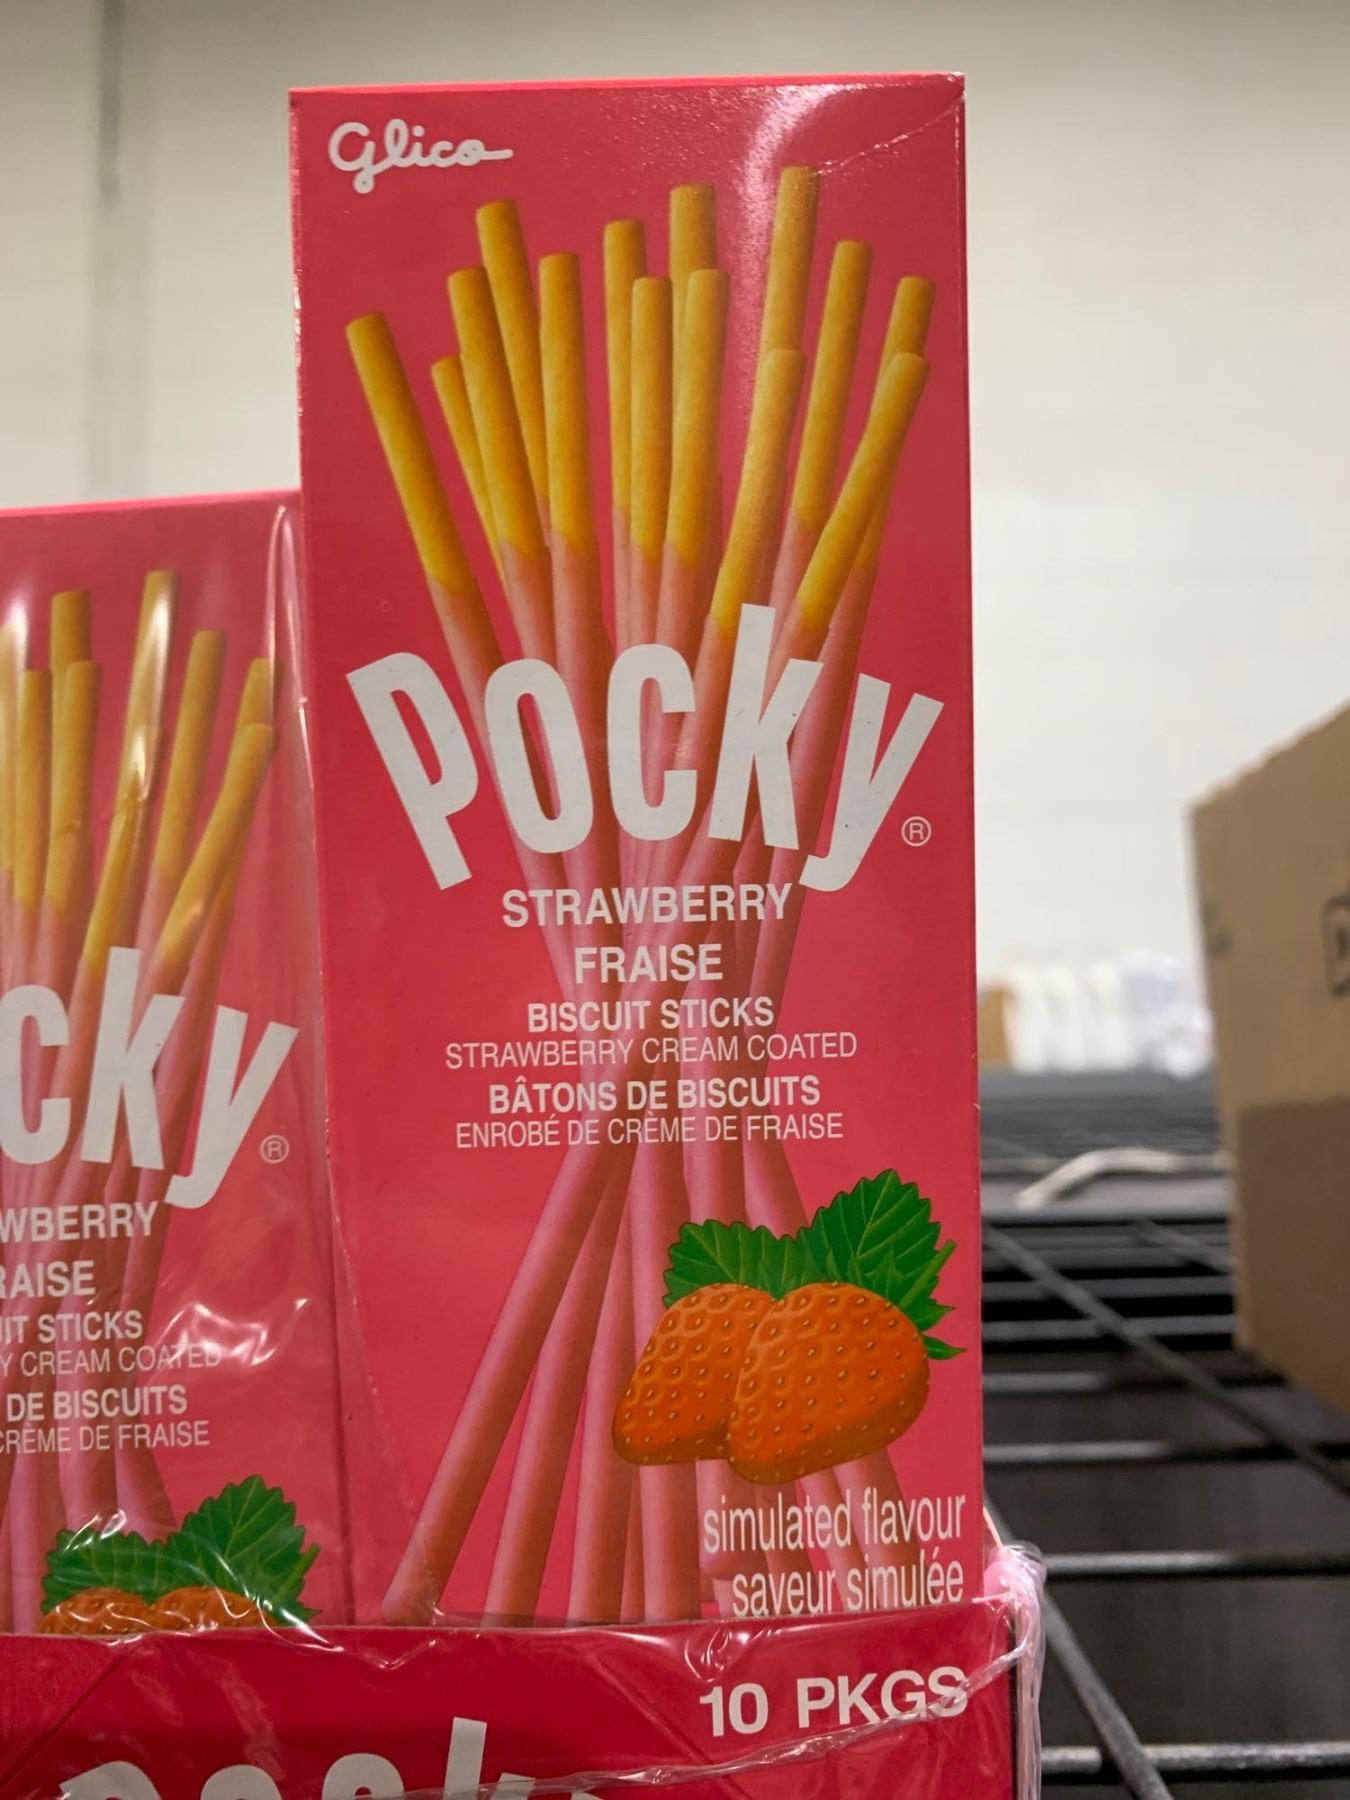 Glico
Pocky®
STRAWBERRY
FRAISE
BISCUIT STICKS
STRAWBERRY CREAM COATED
BÂTONS DE BISCUITS
ENROBÉ DE CRÈME DE FRAISE
simulated flavour
saveur simulée
10 PKGS
cky®
WBERRY
RAISE
IT STICKS
Y CREAM COATED
DE BISCUITS
CRÈME DE FRAISE